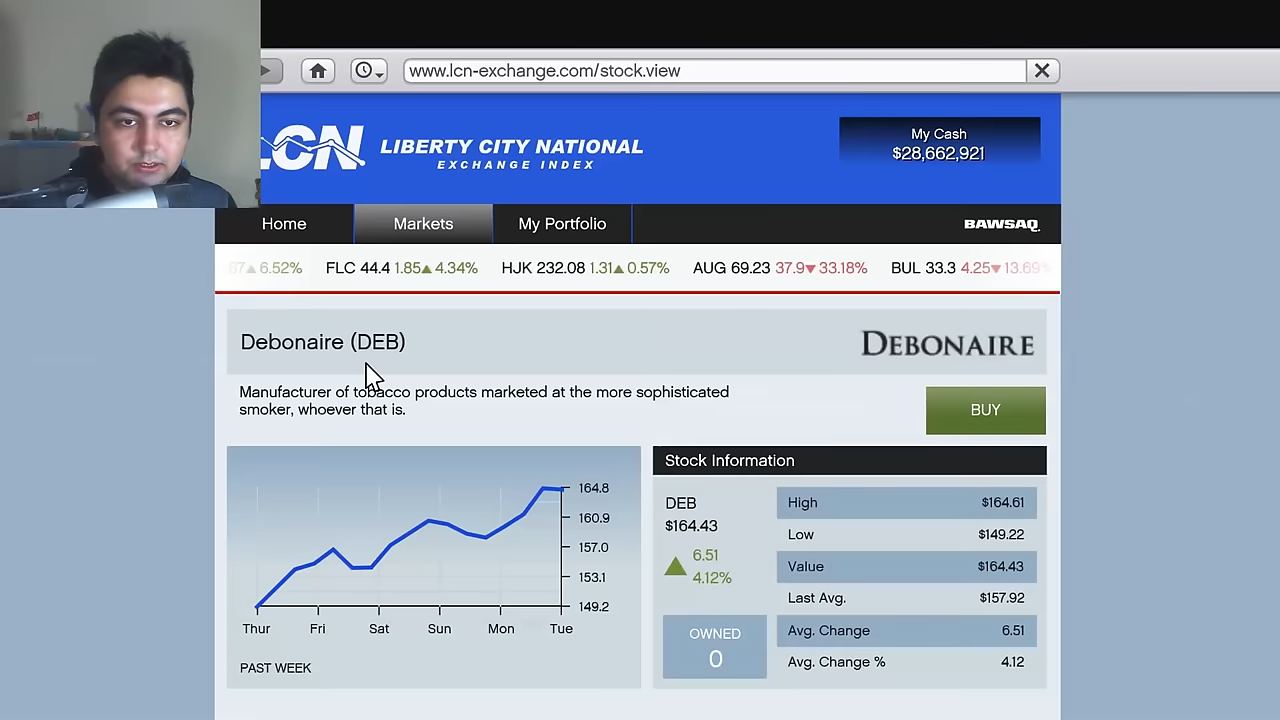 www.lcn-exchange.com/stock.view
LCN LIBERTY CITY NATIONAL
EXCHANGE INDEX
My Cash
$28,662,921
Home Markets My Portfolio BAWSAQ
67▲6.52% FLC 44.4 1.85▲4.34% HJK 232.08 1.31▲0.57% AUG 69.23 37.9▼33.18% BUL 33.3 4.25▼13.69%
Debonaire (DEB) DEBONAIRE
Manufacturer of tobacco products marketed at the more sophisticated
smoker, whoever that is.
BUY
164.8
160.9
157.0
153.1
149.2
Thur Fri Sat Sun Mon Tue
PAST WEEK
Stock Information
DEB
$164.43
6.51
4.12%
OWNED
0
High $164.61
Low $149.22
Value $164.43
Last Avg. $157.92
Avg. Change 6.51
Avg. Change % 4.12